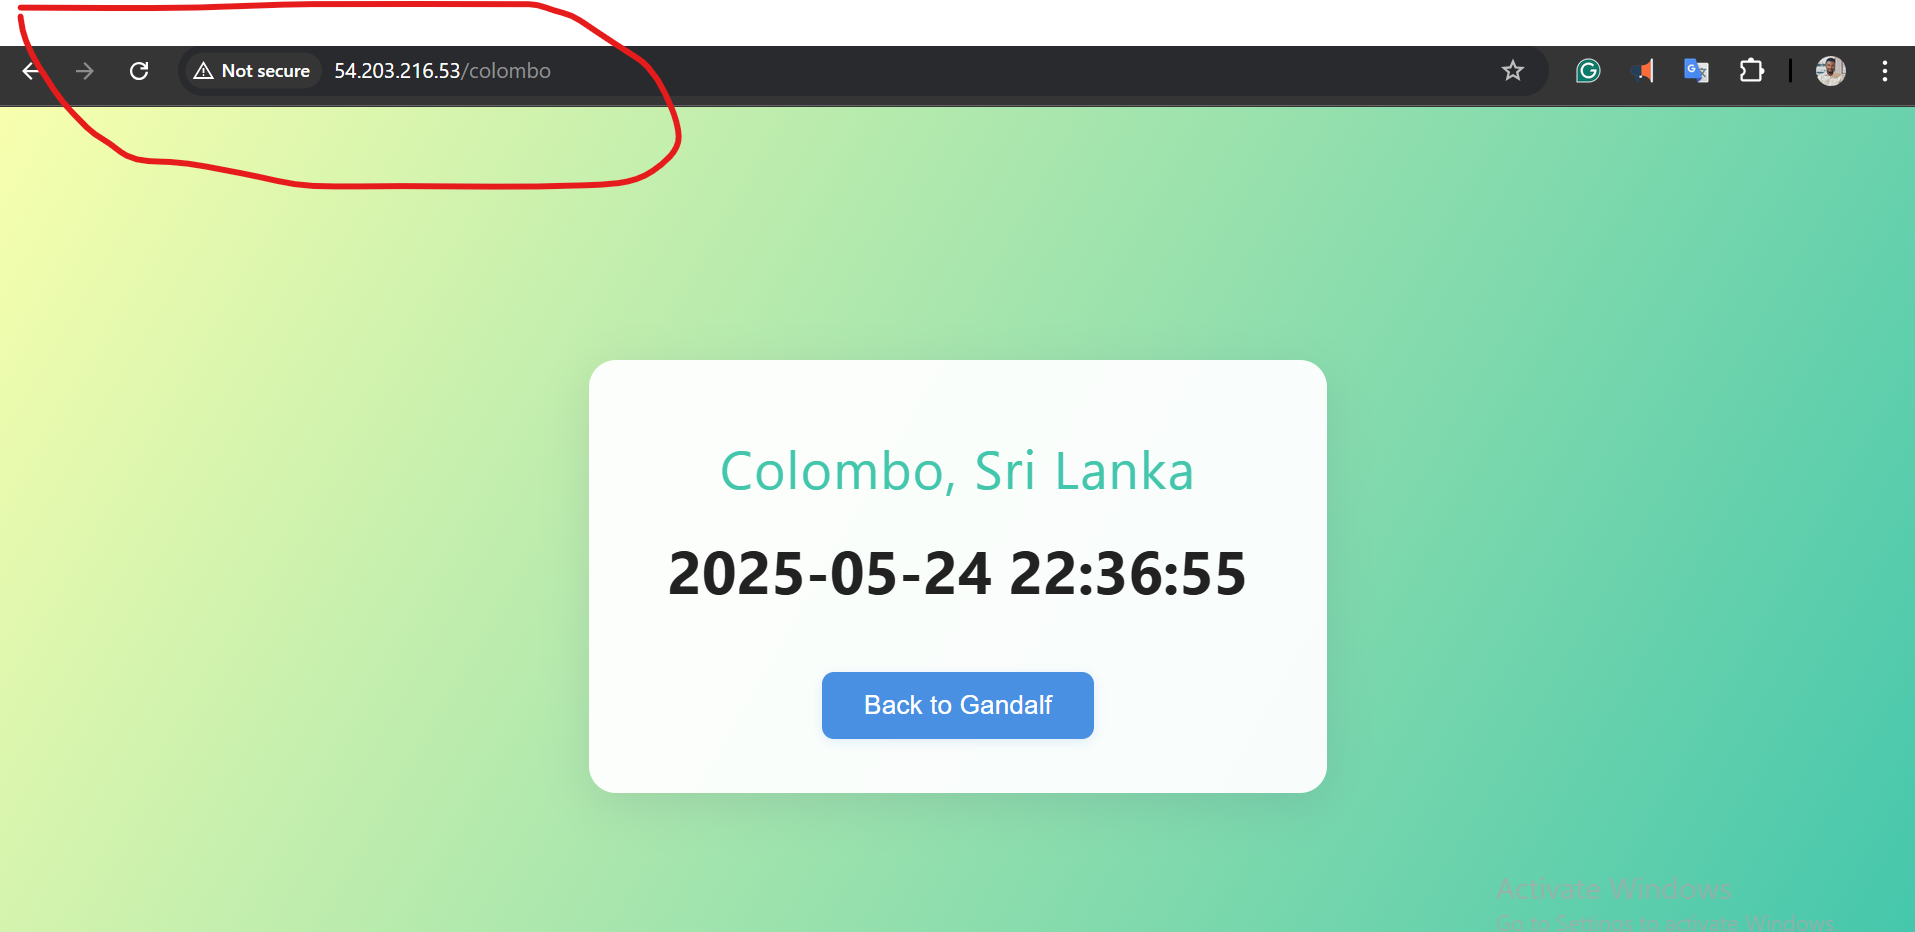 Not secure 54.203.216.53/colombo
Colombo, Sri Lanka
2025-05-24 22:36:55
Back to Gandalf
Activate Windows
Go to Settings to activate Windows.